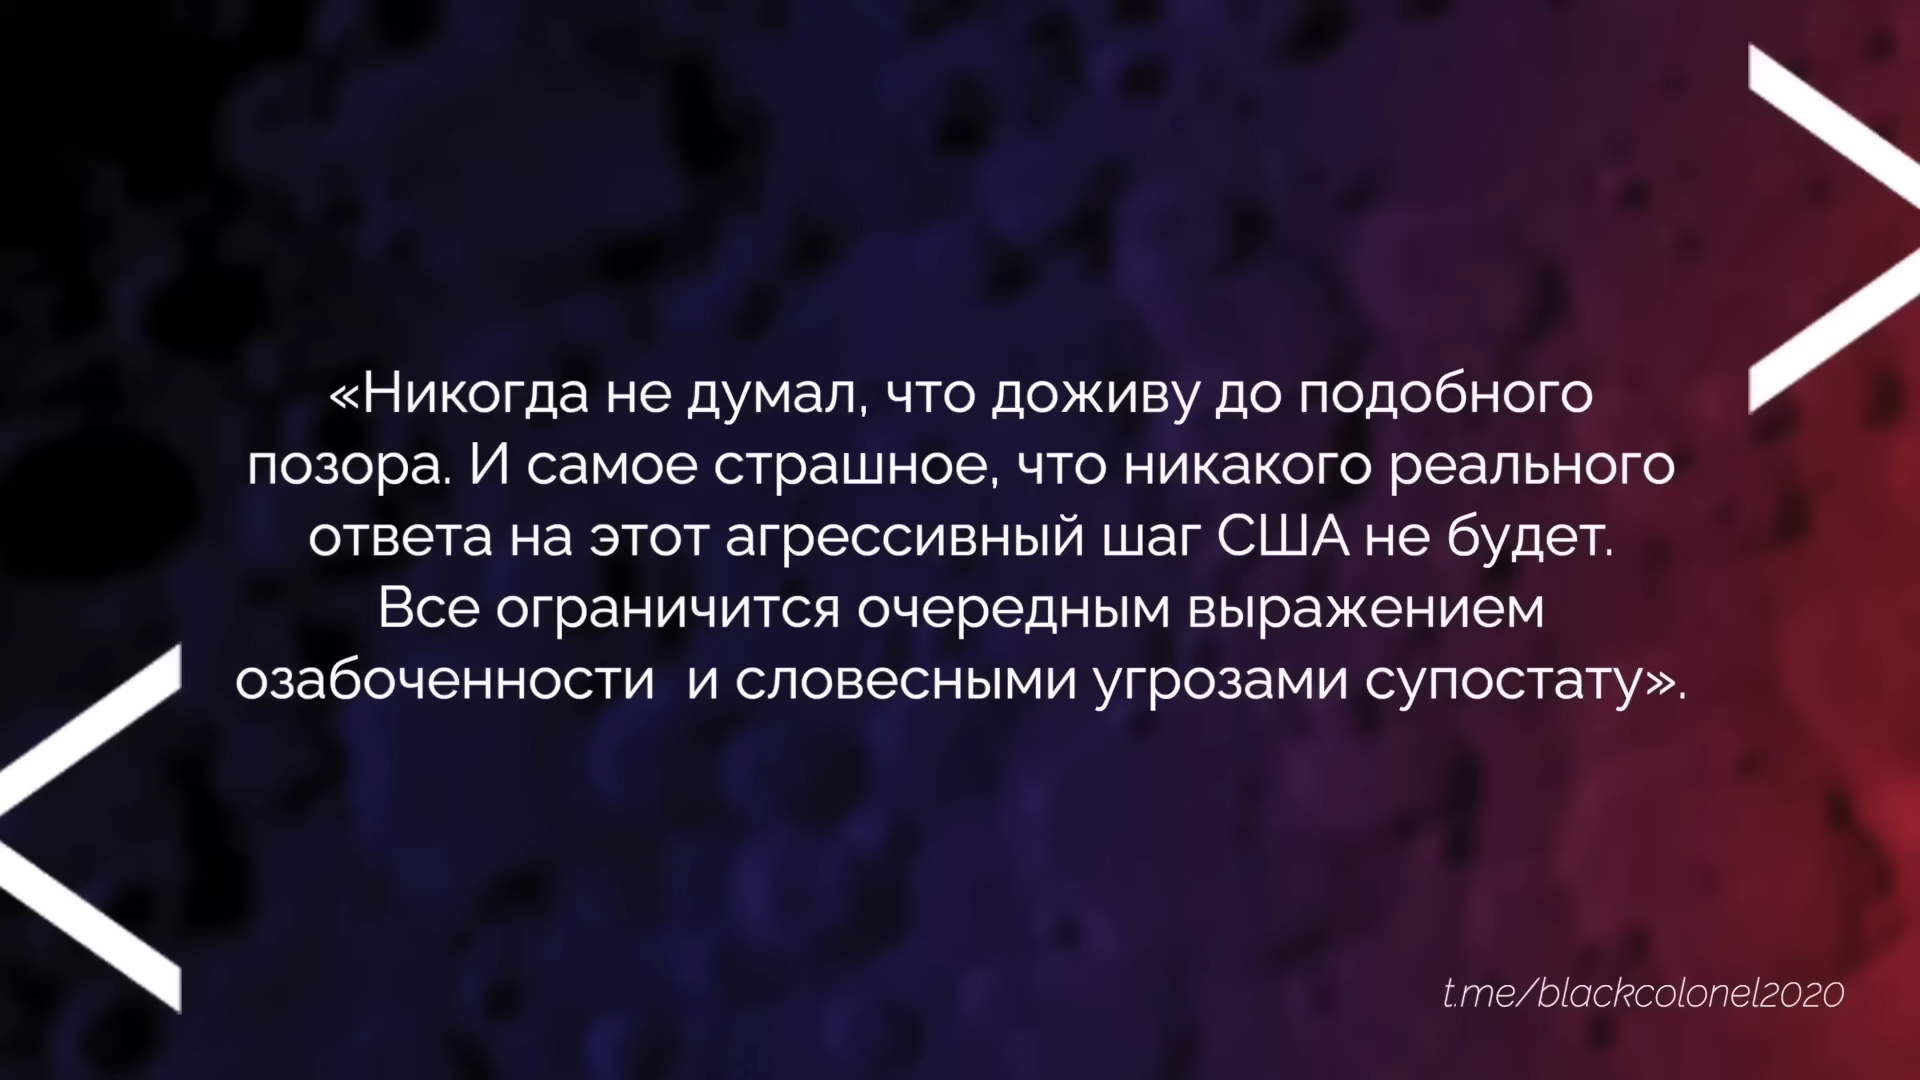 «Никогда не думал, что доживу до подобного
позора. И самое страшное, что никакого реального
ответа на этот агрессивный шаг США не будет.
Все ограничится очередным выражением
озабоченности  и словесными угрозами супостату».
t.me/blackcolonel2020